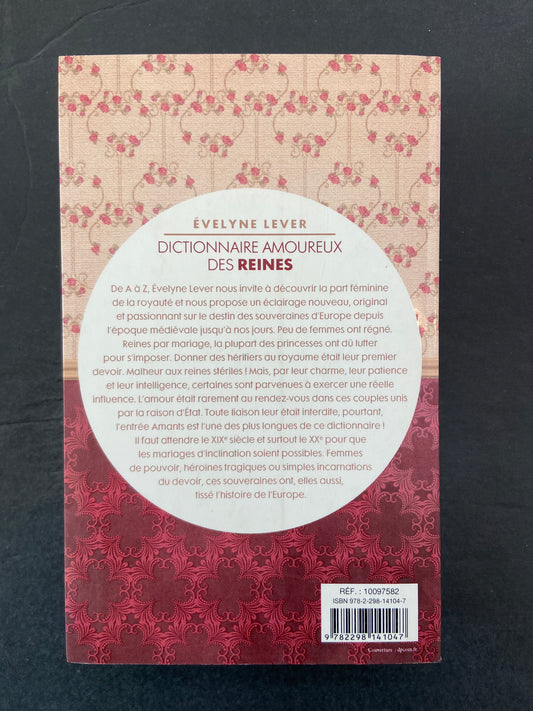 ÉVELYNE LEVER
DICTIONNAIRE AMOUREUX
DES REINES
De A à Z, Évelyne Lever nous invite à découvrir la part féminine
de la royauté et nous propose un éclairage nouveau, original
et passionnant sur le destin des souveraines d'Europe depuis
l'époque médiévale jusqu'à nos jours. Peu de femmes ont régné.
Reines par mariage, la plupart des princesses ont dû lutter
pour s'imposer. Donner des héritiers au royaume était leur premier
devoir. Malheur aux reines stériles ! Mais, par leur charme, leur patience
et leur intelligence, certaines sont parvenues à exercer une réelle
influence. L'amour était rarement au rendez-vous dans ces couples unis
par la raison d'État. Toute liaison leur était interdite, pourtant,
l'entrée Amants est l'une des plus longues de ce dictionnaire !
Il faut attendre le XIXe siècle et surtout le XXe pour que
les mariages d'inclination soient possibles. Femmes
de pouvoir, héroïnes tragiques ou simples incarnations
du devoir, ces souveraines ont, elles aussi,
tissé l'histoire de l'Europe.
RÉF. : 10097582
ISBN 978-2-298-14104-7
9 782298 141047
Couverture : dpcom.fr